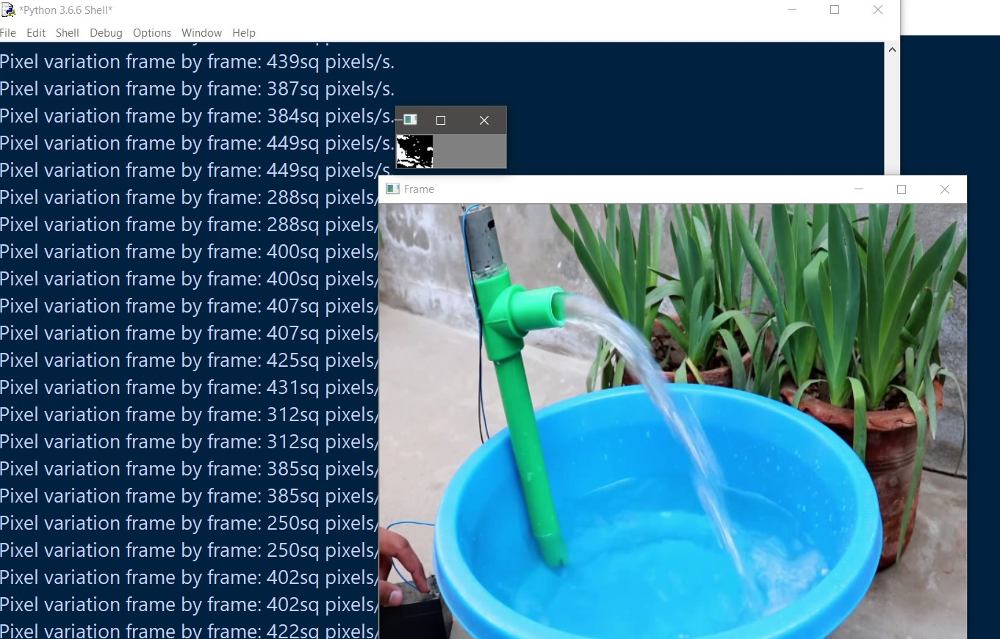 *Python 3.6.6 Shell*
File Edit Shell Debug Options Window Help
Pixel variation frame by frame: 439sq pixels/s.
Pixel variation frame by frame: 387sq pixels/s.
Pixel variation frame by frame: 384sq pixels/s.
Pixel variation frame by frame: 449sq pixels/s.
Pixel variation frame by frame: 449sq pixels/s.
Pixel variation frame by frame: 288sq pixels/
Pixel variation frame by frame: 288sq pixels/
Pixel variation frame by frame: 400sq pixels/
Pixel variation frame by frame: 400sq pixels/
Pixel variation frame by frame: 407sq pixels/
Pixel variation frame by frame: 407sq pixels/
Pixel variation frame by frame: 425sq pixels/
Pixel variation frame by frame: 431sq pixels/
Pixel variation frame by frame: 312sq pixels/
Pixel variation frame by frame: 312sq pixels/
Pixel variation frame by frame: 385sq pixels/
Pixel variation frame by frame: 385sq pixels/
Pixel variation frame by frame: 250sq pixels/
Pixel variation frame by frame: 250sq pixels/
Pixel variation frame by frame: 402sq pixels/
Pixel variation frame by frame: 402sq pixels/
Pixel variation frame by frame: 422sq pixels/
Frame